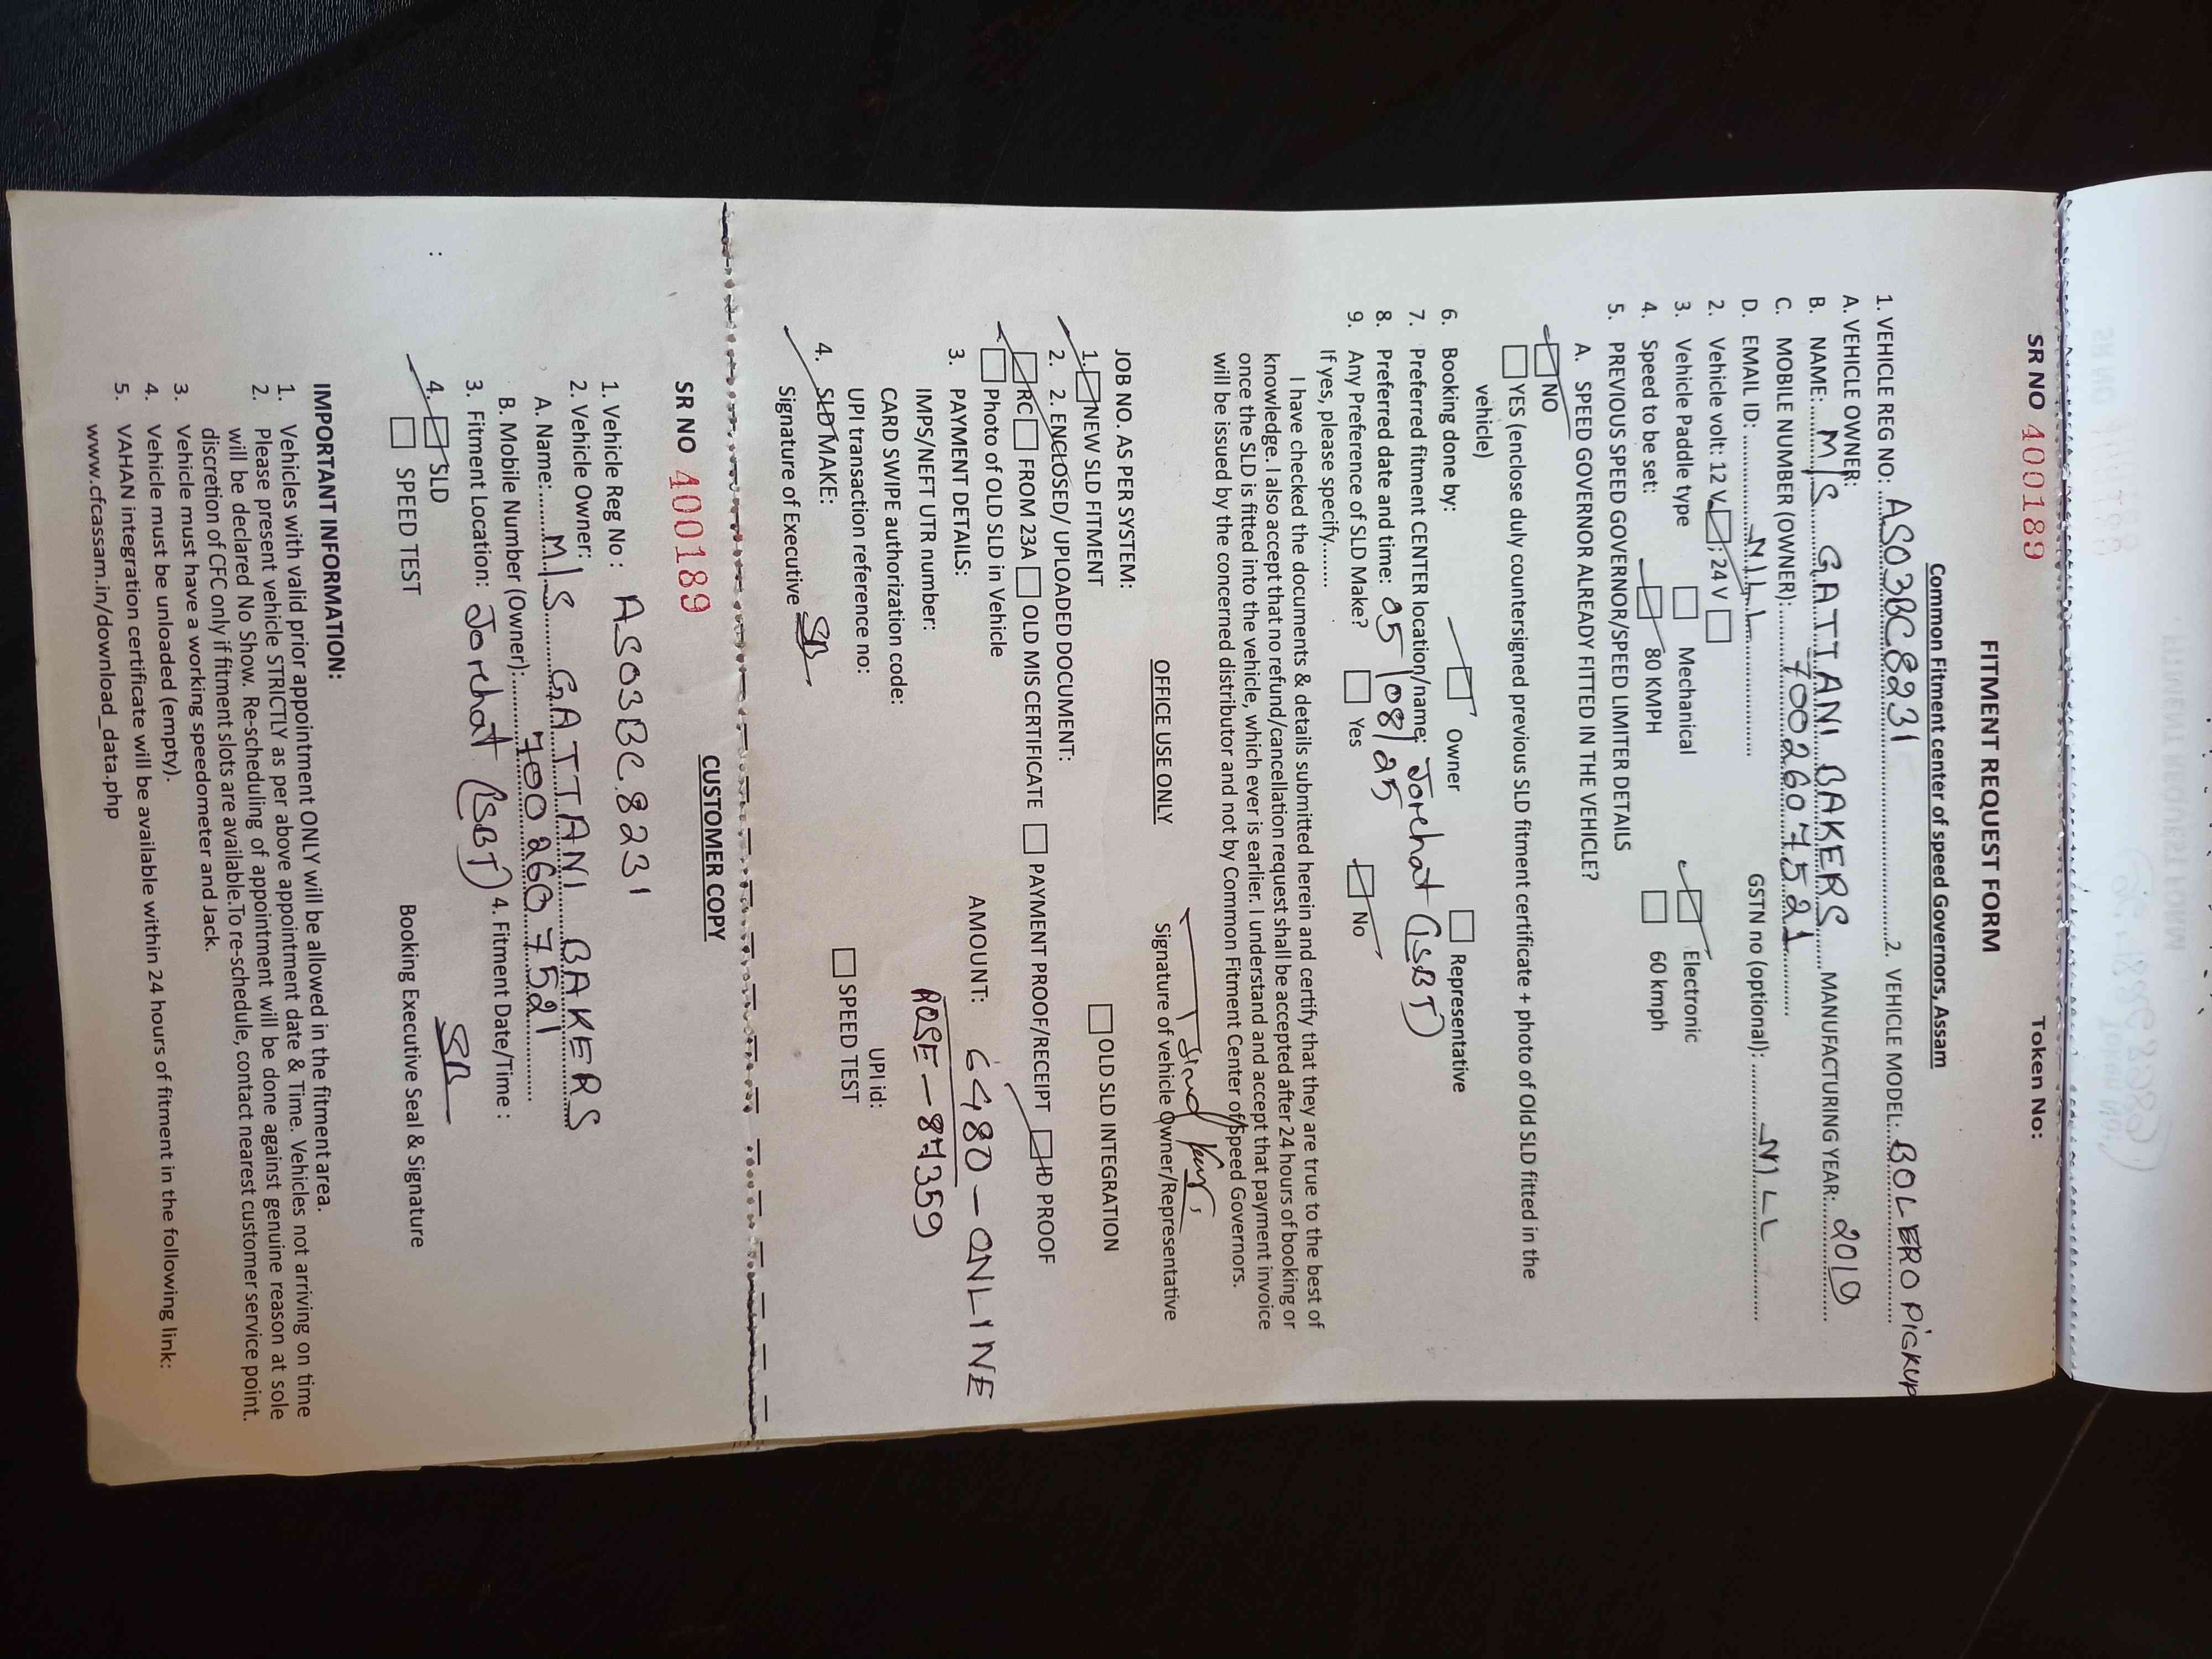 SR NO 400189 Token No:
FITMENT REQUEST FORM
Common Fitment center of speed Governors, Assam
1. VEHICLE REG NO: AS03BC8231 2. VEHICLE MODEL: BOLERO Pickup
A. VEHICLE OWNER:
B. NAME: M/S GATTANI BAKERS MANUFACTURING YEAR: 2019
C. MOBILE NUMBER (OWNER): 7002607521
D. EMAIL ID: NILL GSTN no (optional): NILL
2. Vehicle volt: 12 V ; 24 V
3. Vehicle Paddle type Mechanical Electronic
4. Speed to be set: 80 KMPH 60 kmph
5. PREVIOUS SPEED GOVERNOR/SPEED LIMITER DETAILS
A. SPEED GOVERNOR ALREADY FITTED IN THE VEHICLE?
NO
YES (enclose duly countersigned previous SLD fitment certificate + photo of Old SLD fitted in the
vehicle)
6. Booking done by: Owner Representative
7. Preferred fitment CENTER location/name: Jorehat (ISBT)
8. Preferred date and time: 05/08/25
9. Any Preference of SLD Make? Yes No
If yes, please specify.......
I have checked the documents & details submitted herein and certify that they are true to the best of
knowledge. I also accept that no refund/cancellation request shall be accepted after 24 hours of booking or
once the SLD is fitted into the vehicle, which ever is earlier. I understand and accept that payment invoice
will be issued by the concerned distributor and not by Common Fitment Center of Speed Governors.
Signature of vehicle Owner/Representative
OFFICE USE ONLY
JOB NO. AS PER SYSTEM:
1. NEW SLD FITMENT OLD SLD INTEGRATION
2. 2. ENCLOSED/ UPLOADED DOCUMENT:
RC FROM 23A OLD MIS CERTIFICATE PAYMENT PROOF/RECEIPT ID PROOF
Photo of OLD SLD in Vehicle
3. PAYMENT DETAILS: AMOUNT: 6480 - ONLINE
IMPS/NEFT UTR number:
CARD SWIPE authorization code:
UPI transaction reference no: UPI id:
4. SLD MAKE: SPEED TEST
Signature of Executive
CUSTOMER COPY
SR NO 400189
1. Vehicle Reg No : AS03BC8231
2. Vehicle Owner:
A. Name: M/S GATTANI BAKERS
B. Mobile Number (Owner): 7002607521
3. Fitment Location: Jorehat (ISBT) 4. Fitment Date/Time :
4. SLD
SPEED TEST Booking Executive Seal & Signature
IMPORTANT INFORMATION:
1. Vehicles with valid prior appointment ONLY will be allowed in the fitment area.
2. Please present vehicle STRICTLY as per above appointment date & Time. Vehicles not arriving on time
will be declared No Show. Re-scheduling of appointment will be done against genuine reason at sole
discretion of CFC only if fitment slots are available.To re-schedule, contact nearest customer service point.
3. Vehicle must have a working speedometer and Jack.
4. Vehicle must be unloaded (empty).
5. VAHAN integration certificate will be available within 24 hours of fitment in the following link:
www.cfcassam.in/download_data.php